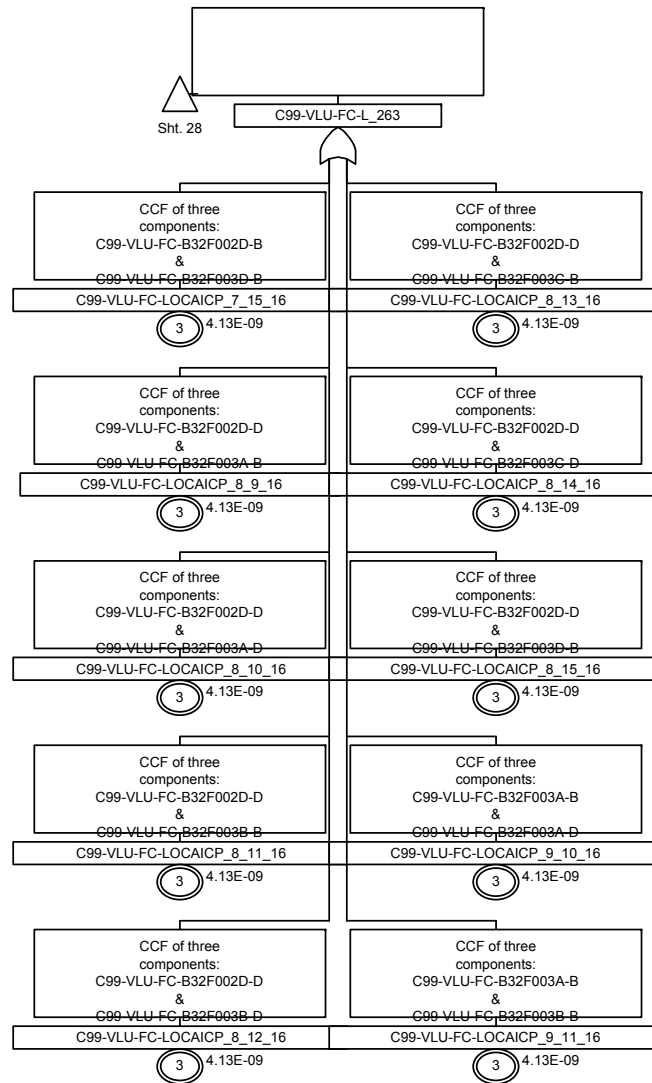 C99-VLU-FC-L_263
Sht. 28
CCF of three
components:
C99-VLU-FC-B32F002D-B
&
C99-VLU-FC-B32F003D-B
C99-VLU-FC-LOCAICP_7_15_16
3
4.13E-09
CCF of three
components:
C99-VLU-FC-B32F002D-D
&
C99-VLU-FC-B32F003C-B
C99-VLU-FC-LOCAICP_8_13_16
3
4.13E-09
CCF of three
components:
C99-VLU-FC-B32F002D-D
&
C99-VLU-FC-B32F003A-B
C99-VLU-FC-LOCAICP_8_9_16
3
4.13E-09
CCF of three
components:
C99-VLU-FC-B32F002D-D
&
C99-VLU-FC-B32F003C-D
C99-VLU-FC-LOCAICP_8_14_16
3
4.13E-09
CCF of three
components:
C99-VLU-FC-B32F002D-D
&
C99-VLU-FC-B32F003A-D
C99-VLU-FC-LOCAICP_8_10_16
3
4.13E-09
CCF of three
components:
C99-VLU-FC-B32F002D-D
&
C99-VLU-FC-B32F003D-B
C99-VLU-FC-LOCAICP_8_15_16
3
4.13E-09
CCF of three
components:
C99-VLU-FC-B32F002D-D
&
C99-VLU-FC-B32F003B-B
C99-VLU-FC-LOCAICP_8_11_16
3
4.13E-09
CCF of three
components:
C99-VLU-FC-B32F003A-B
&
C99-VLU-FC-B32F003A-D
C99-VLU-FC-LOCAICP_9_10_16
3
4.13E-09
CCF of three
components:
C99-VLU-FC-B32F002D-D
&
C99-VLU-FC-B32F003B-D
C99-VLU-FC-LOCAICP_8_12_16
3
4.13E-09
CCF of three
components:
C99-VLU-FC-B32F003A-B
&
C99-VLU-FC-B32F003B-B
C99-VLU-FC-LOCAICP_9_11_16
3
4.13E-09